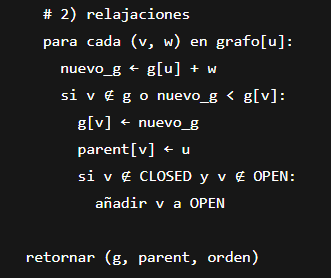 # 2) relajaciones
para cada (v, w) en grafo[u]:
nuevo_g ← g[u] + w
si v ∉ g o nuevo_g < g[v]:
g[v] ← nuevo_g
parent[v] ← u
si v ∉ CLOSED y v ∉ OPEN:
añadir v a OPEN
retornar (g, parent, orden)